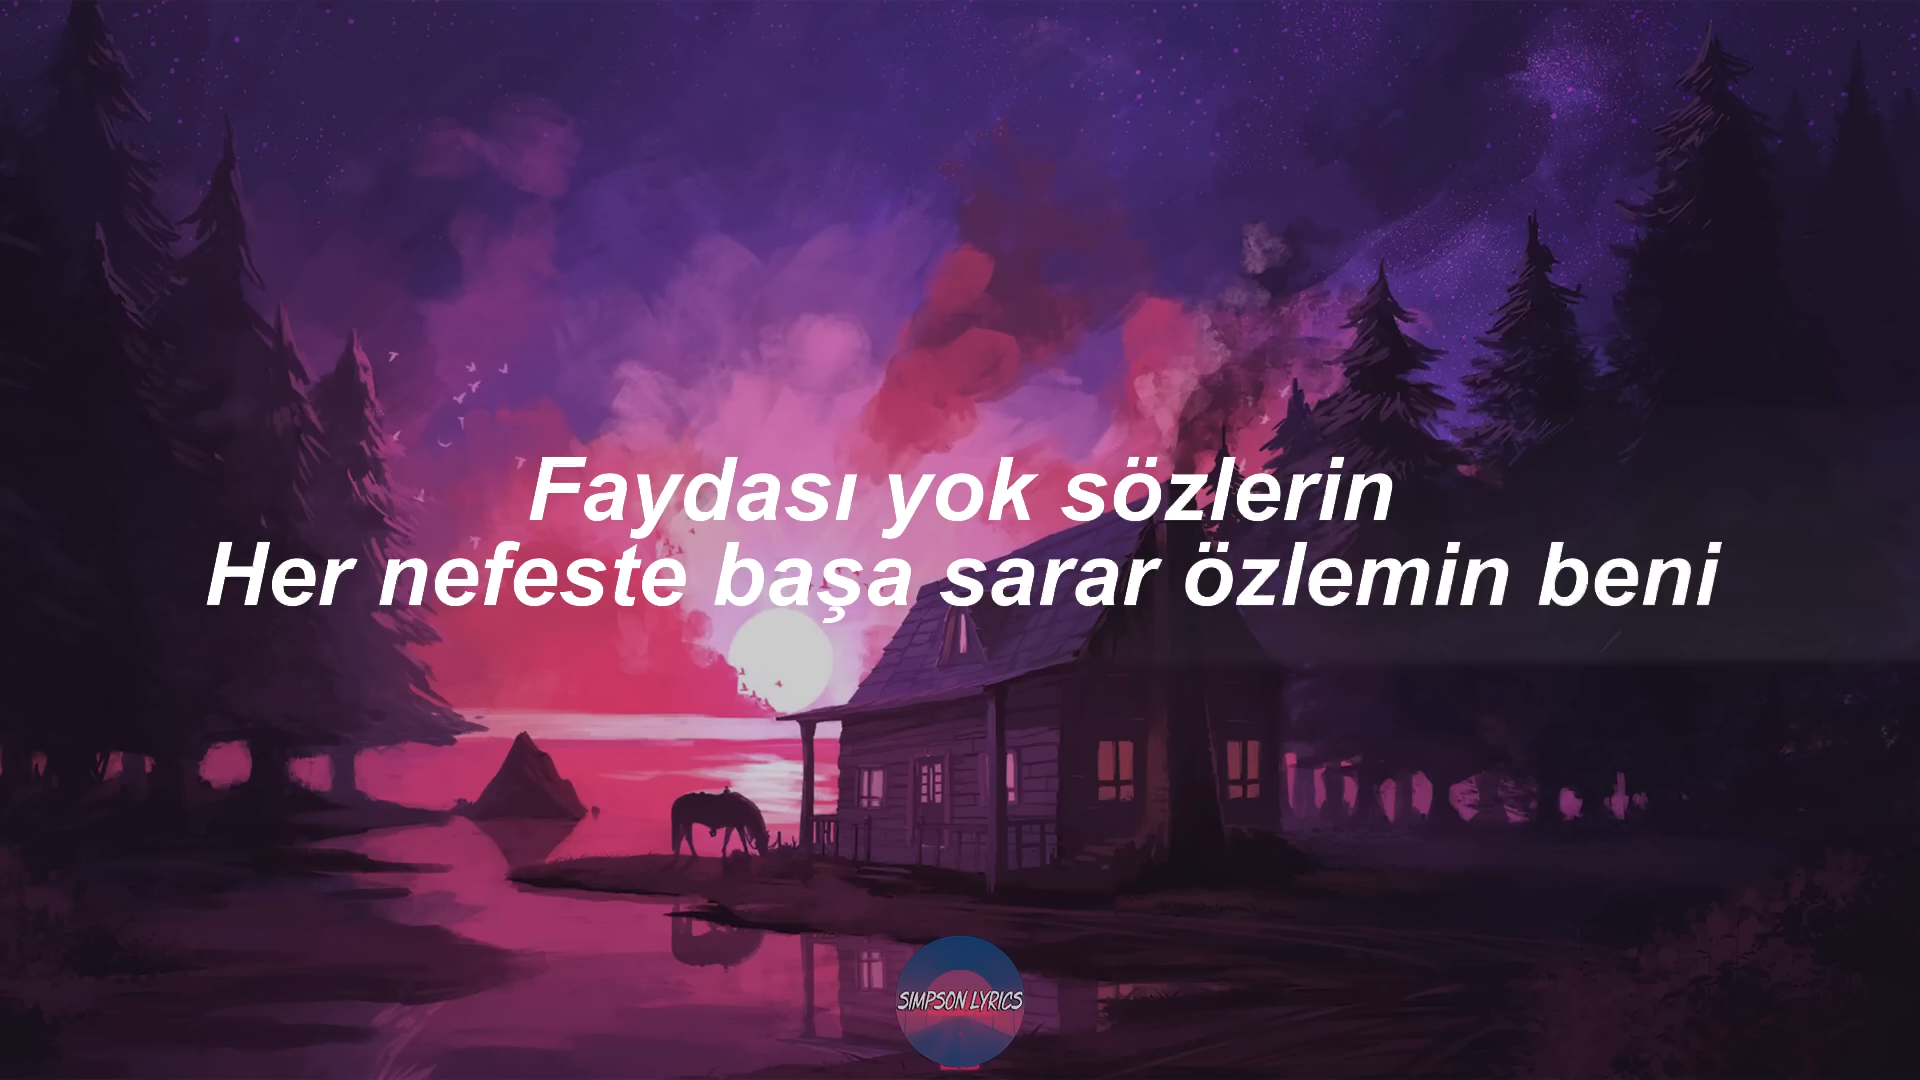 Faydası yok sözlerin
Her nefeste başa sarar özlemin beni
SIMPSON LYRICS